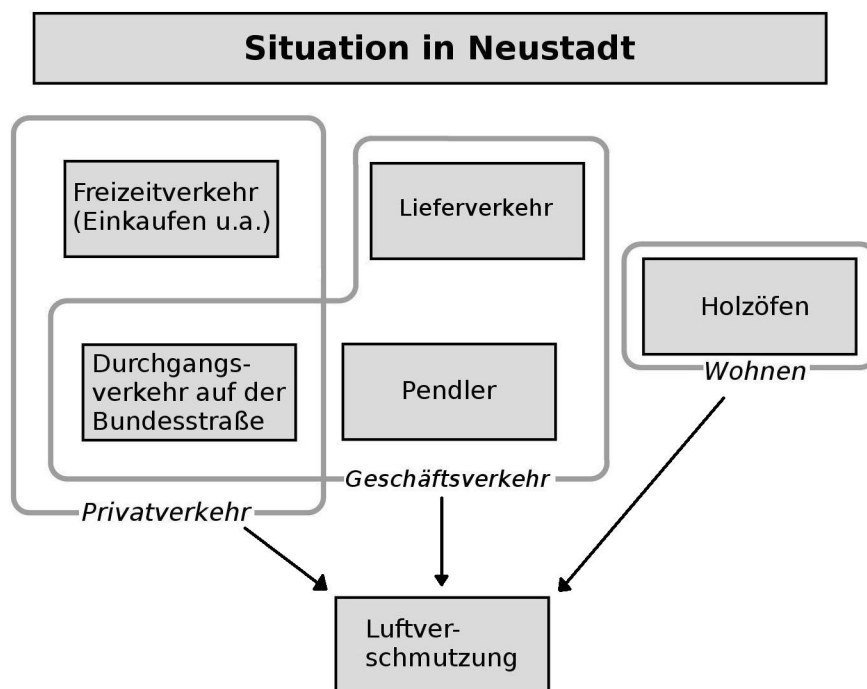 Situation in Neustadt
Freizeitverkehr
(Einkaufen u.a.)
Lieferverkehr
Holzöfen
Wohnen
Durchgangs-
verkehr auf der
Bundesstraße
Pendler
Geschäftsverkehr
Privatverkehr
Luftver-
schmutzung